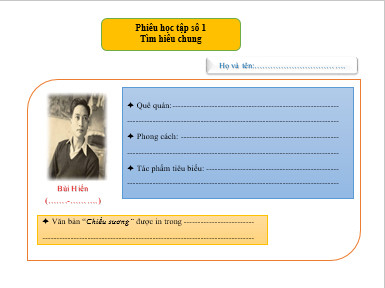 Phiếu học tập số 1
Tìm hiểu chung
Họ và tên:……………………………
✦ Quê quán: ------------------------------------------------
------------------------------------------------------------
✦ Phong cách: ----------------------------------------------
------------------------------------------------------------
✦ Tác phẩm tiêu biểu: --------------------------------------
------------------------------------------------------------
Bùi Hiển
(…….-……….)
✦ Văn bản “Chiều sương” được in trong ------------------------
------------------------------------------------------------